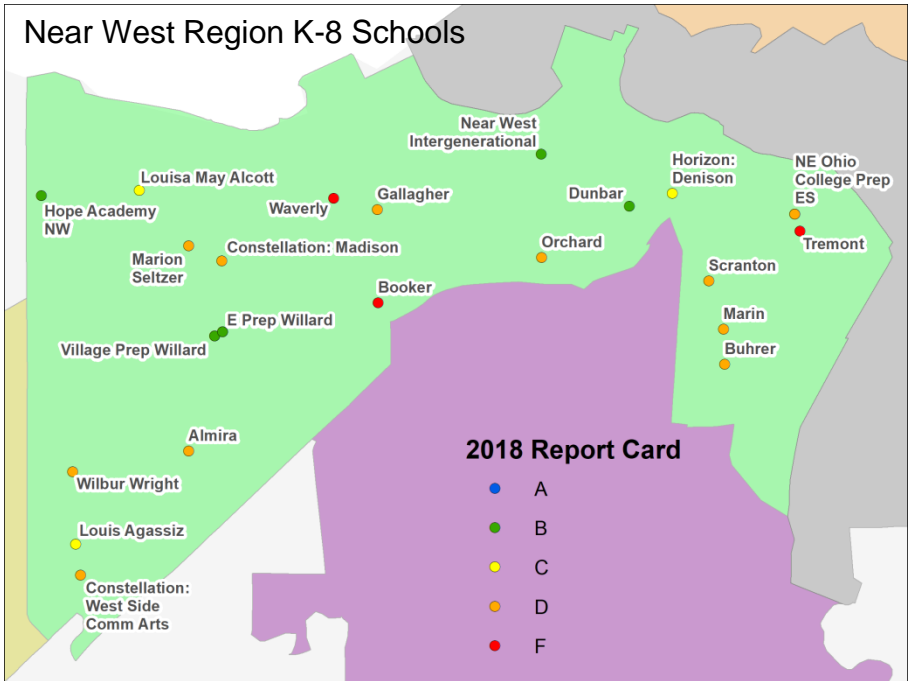 Near West Region K-8 Schools
Near West
Intergenerational
Horizon:
Denison
NE Ohio
College Prep
ES
Louisa May Alcott
Hope Academy
NW
Waverly
Gallagher
Dunbar
Tremont
Marion
Seltzer
Constellation: Madison
Orchard
Scranton
Booker
Marin
E Prep Willard
Village Prep Willard
Buhrer
Almira
Wilbur Wright
Louis Agassiz
Constellation:
West Side
Comm Arts
2018 Report Card
A
B
C
D
F